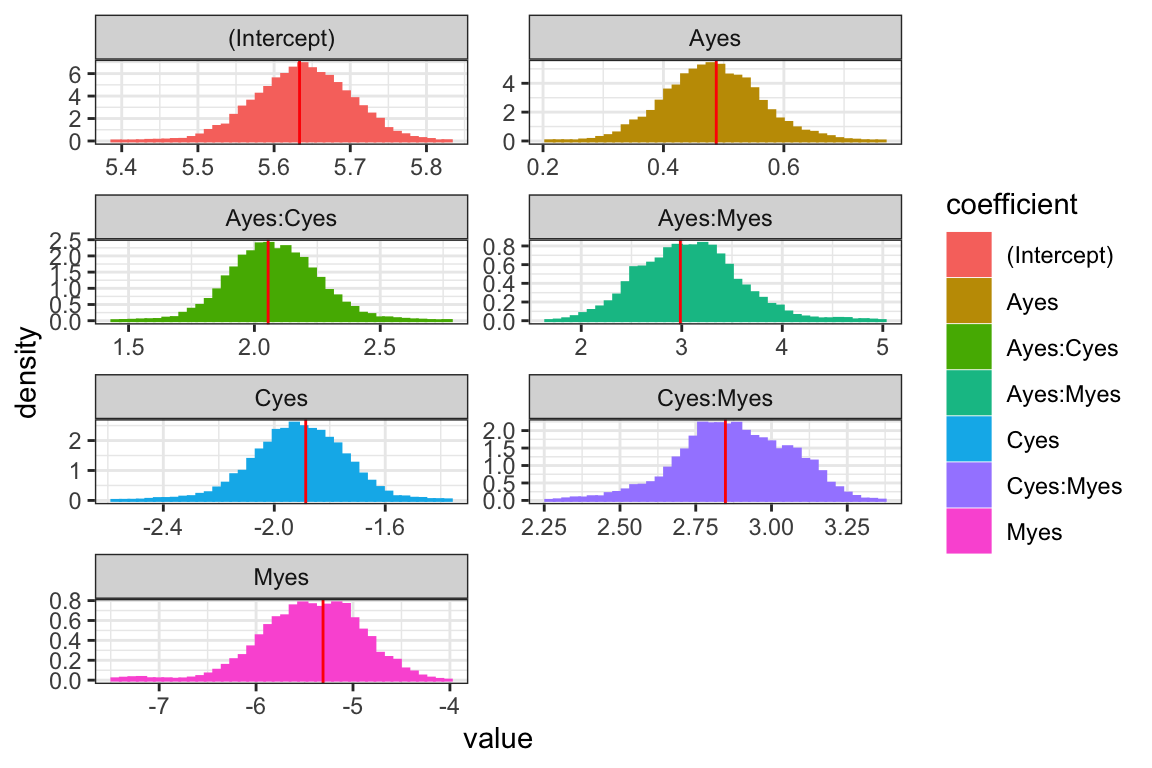 (Intercept)
6
4
2
0
5.4 5.5 5.6 5.7 5.8
Ayes
4
2
0
0.2 0.4 0.6
Ayes:Cyes
2.5
2.0
1.5
1.0
0.5
0.0
1.5 2.0 2.5
Ayes:Myes
0.8
0.6
0.4
0.2
0.0
2 3 4 5
Cyes
2
1
0
-2.4 -2.0 -1.6
Cyes:Myes
2.0
1.5
1.0
0.5
0.0
2.25 2.50 2.75 3.00 3.25
Myes
0.8
0.6
0.4
0.2
0.0
-7 -6 -5 -4
density
value
coefficient
(Intercept)
Ayes
Ayes:Cyes
Ayes:Myes
Cyes
Cyes:Myes
Myes